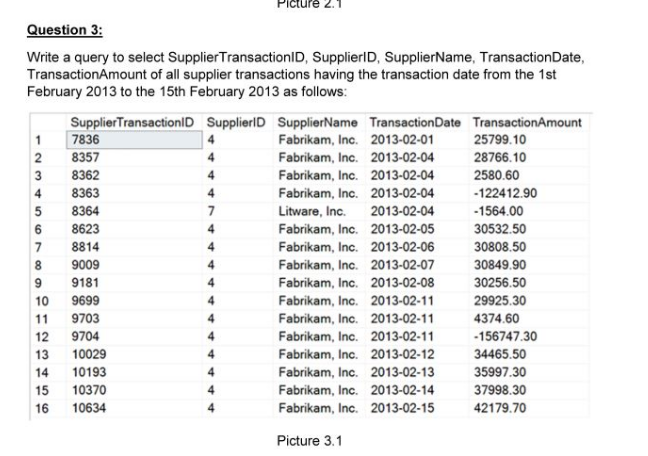 Picture 2.1
Question 3:
Write a query to select SupplierTransactionID, SupplierID, SupplierName, TransactionDate,
TransactionAmount of all supplier transactions having the transaction date from the 1st
February 2013 to the 15th February 2013 as follows:
SupplierTransactionID SupplierID SupplierName TransactionDate TransactionAmount
1 7836 4 Fabrikam, Inc. 2013-02-01 25799.10
2 8357 4 Fabrikam, Inc. 2013-02-04 28766.10
3 8362 4 Fabrikam, Inc. 2013-02-04 2580.60
4 8363 4 Fabrikam, Inc. 2013-02-04 -122412.90
5 8364 7 Litware, Inc. 2013-02-04 -1564.00
6 8623 4 Fabrikam, Inc. 2013-02-05 30532.50
7 8814 4 Fabrikam, Inc. 2013-02-06 30808.50
8 9009 4 Fabrikam, Inc. 2013-02-07 30849.90
9 9181 4 Fabrikam, Inc. 2013-02-08 30256.50
10 9699 4 Fabrikam, Inc. 2013-02-11 29925.30
11 9703 4 Fabrikam, Inc. 2013-02-11 4374.60
12 9704 4 Fabrikam, Inc. 2013-02-11 -156747.30
13 10029 4 Fabrikam, Inc. 2013-02-12 34465.50
14 10193 4 Fabrikam, Inc. 2013-02-13 35997.30
15 10370 4 Fabrikam, Inc. 2013-02-14 37998.30
16 10634 4 Fabrikam, Inc. 2013-02-15 42179.70
Picture 3.1